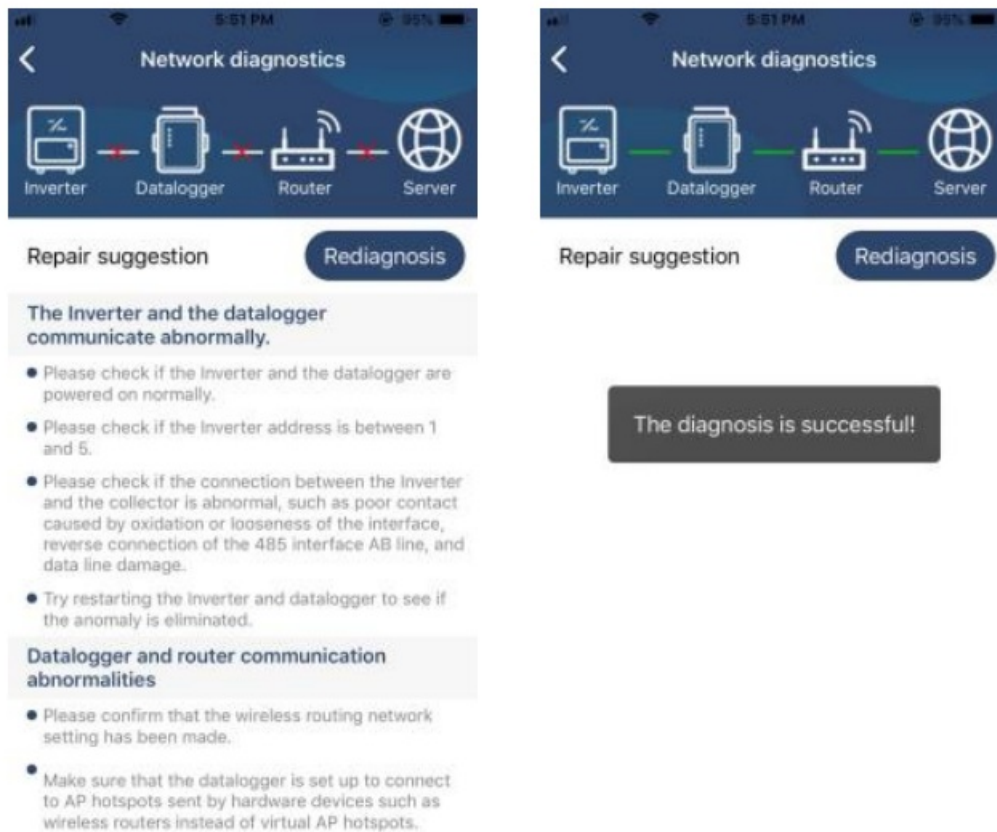 5:51 PM
95%
Network diagnostics
Inverter
Datalogger
Router
Server
Repair suggestion
Rediagnosis
The Inverter and the datalogger
communicate abnormally.
Please check if the Inverter and the datalogger are
powered on normally.
Please check if the Inverter address is between 1
and 5.
Please check if the connection between the Inverter
and the collector is abnormal, such as poor contact
caused by oxidation or looseness of the interface,
reverse connection of the 485 interface AB line, and
data line damage.
Try restarting the Inverter and datalogger to see if
the anomaly is eliminated.
Datalogger and router communication
abnormalities
Please confirm that the wireless routing network
setting has been made.
Make sure that the datalogger is set up to connect
to AP hotspots sent by hardware devices such as
wireless routers instead of virtual AP hotspots.
5:51 PM
95%
Network diagnostics
Inverter
Datalogger
Router
Server
Repair suggestion
Rediagnosis
The diagnosis is successful!